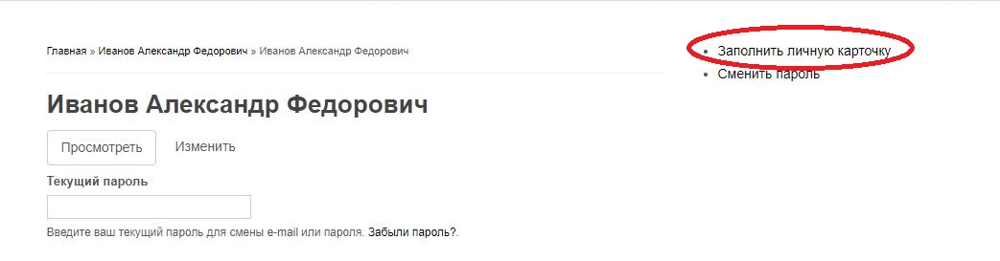 Главная » Иванов Александр Федорович » Иванов Александр Федорович
Иванов Александр Федорович
Просмотреть Изменить
Текущий пароль
Введите ваш текущий пароль для смены e-mail или пароля. Забыли пароль?.
Заполнить личную карточку
Сменить пароль